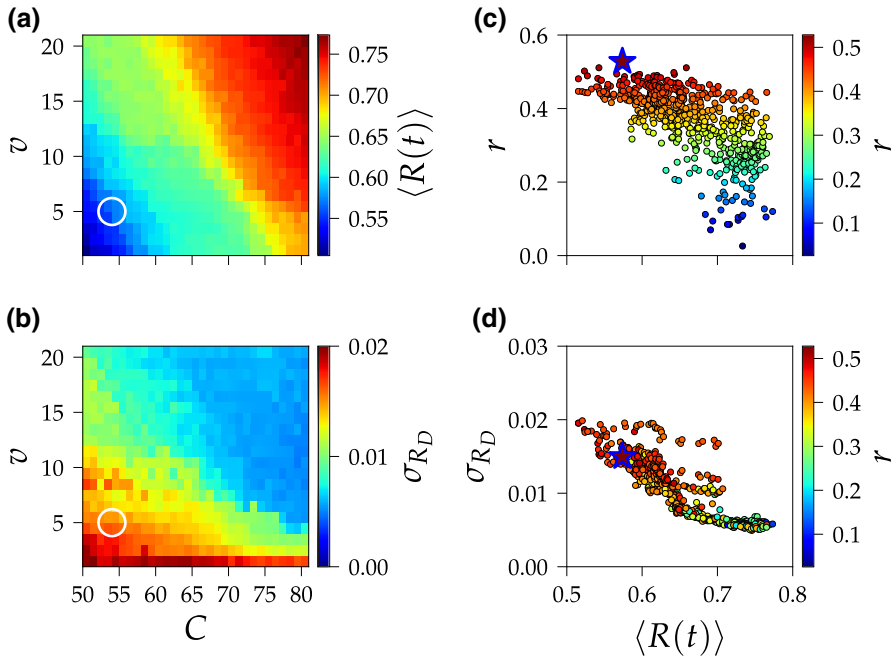 (a)
v
20
15
10
5
0.75
0.70
0.65
0.60
0.55
⟨R(t)⟩
(c)
r
0.6
0.4
0.2
0.0
0.5
0.4
0.3
0.2
0.1
r
(b)
v
20
15
10
5
50 55 60 65 70 75 80
C
0.02
0.01
0.00
σ_{R_D}
(d)
σ_{R_D}
0.03
0.02
0.01
0.00
0.5 0.6 0.7 0.8
⟨R(t)⟩
0.5
0.4
0.3
0.2
0.1
r